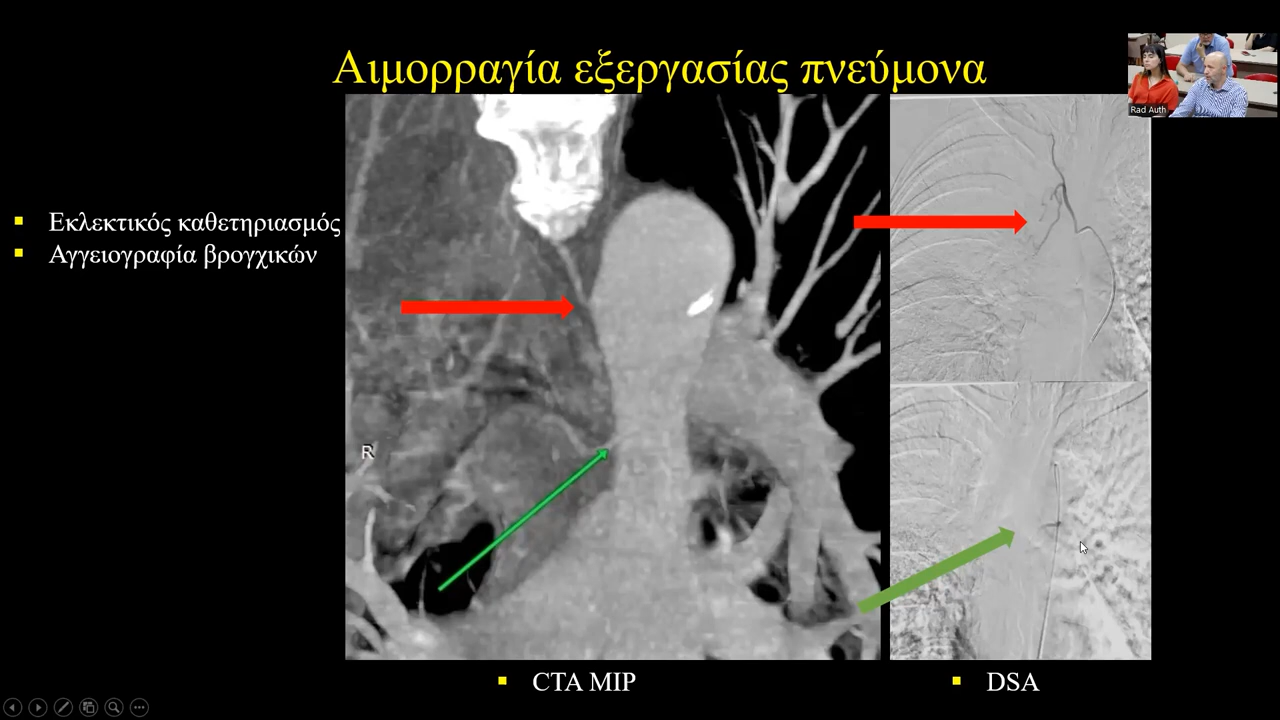 Αιμορραγία εξεργασίας πνεύμονα
Rad Auth
Εκλεκτικός καθετηριασμός
Αγγειογραφία βρογχικών
R
CTA MIP
DSA